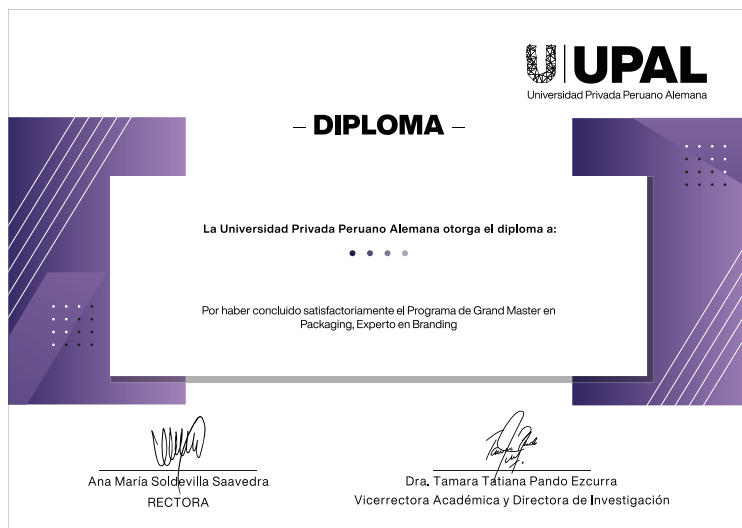 UPAL
Universidad Privada Peruano Alemana
– DIPLOMA –
La Universidad Privada Peruano Alemana otorga el diploma a:
Por haber concluido satisfactoriamente el Programa de Grand Master en
Packaging, Experto en Branding
Ana María Soldevilla Saavedra
RECTORA
Dra. Tamara Tatiana Pando Ezcurra
Vicerrectora Académica y Directora de Investigación